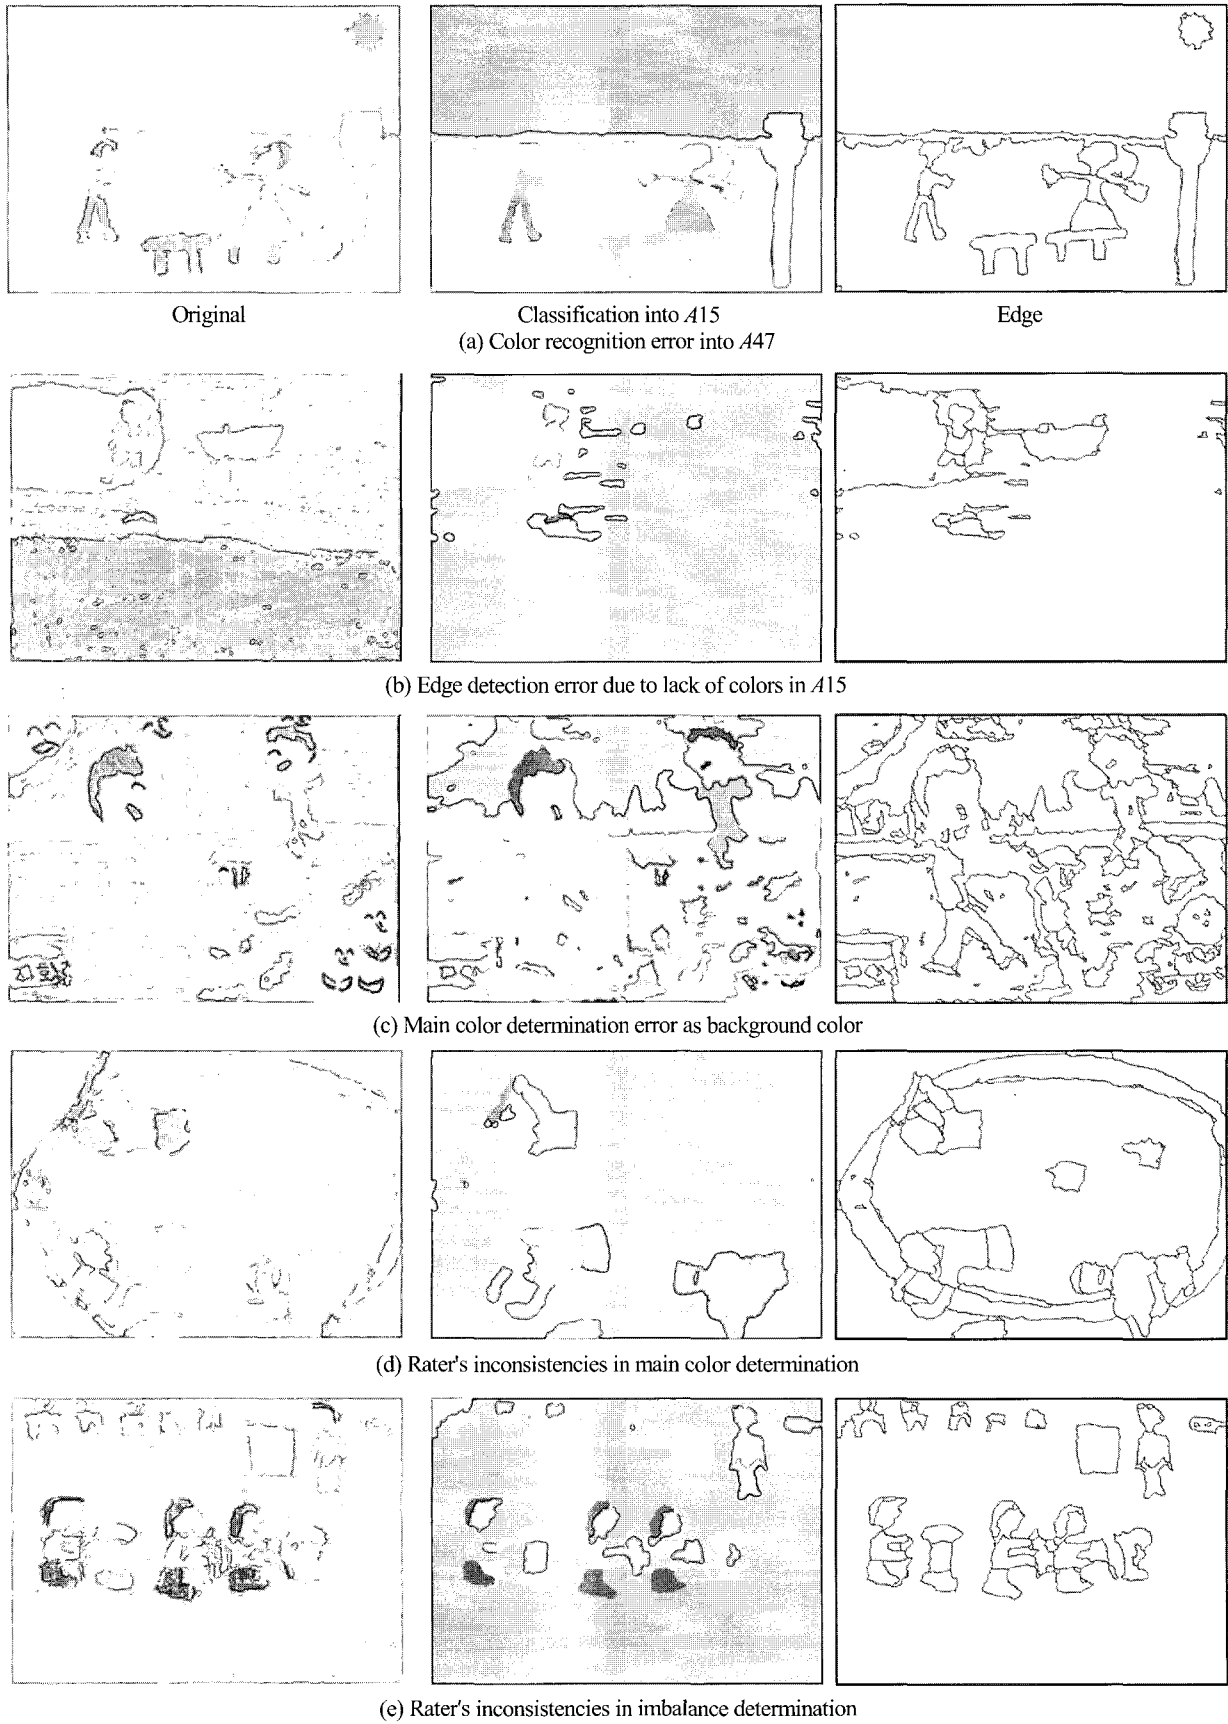 Original
Classification into A15
Edge
(a) Color recognition error into A47
(b) Edge detection error due to lack of colors in A15
(c) Main color determination error as background color
(d) Rater's inconsistencies in main color determination
(e) Rater's inconsistencies in imbalance determination